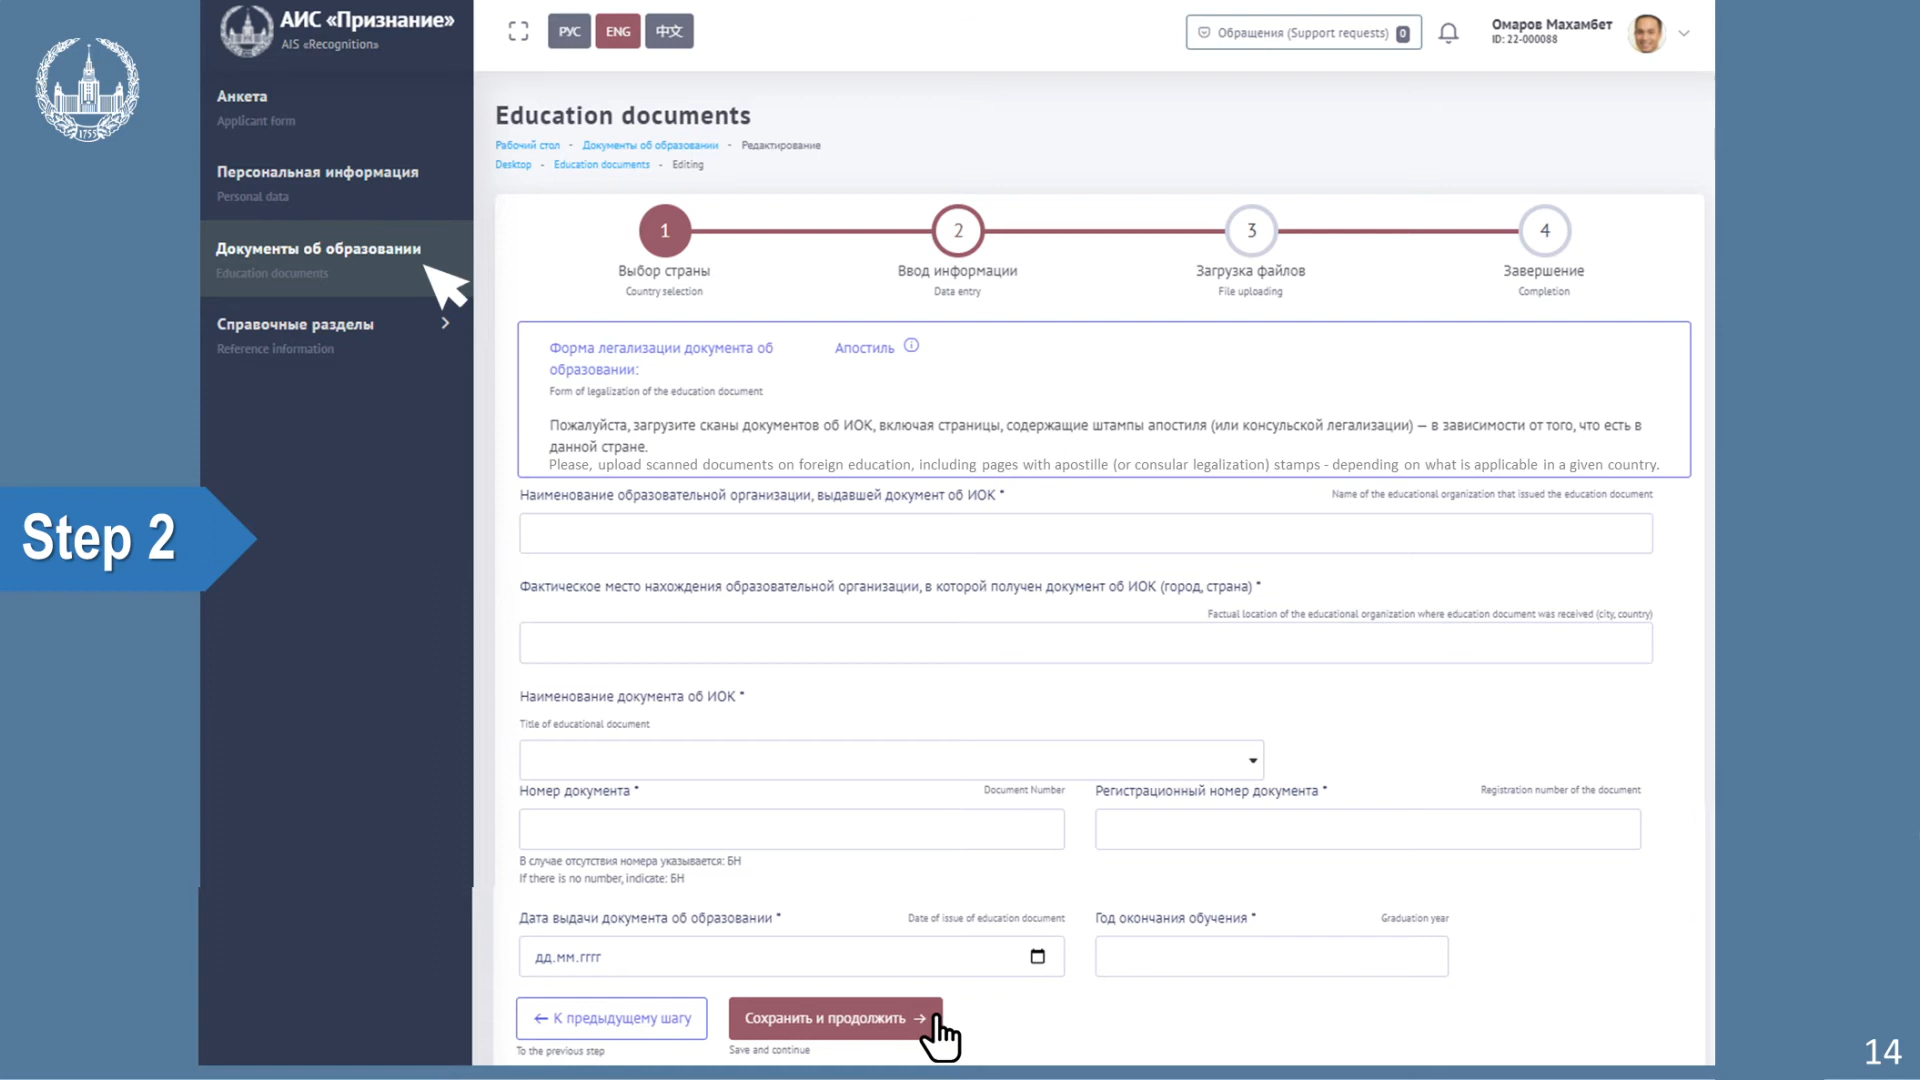 1755
АИС «Признание»
AIS «Recognition»
РУС
ENG
中文
Обращения (Support requests) 0
Омаров Махамбет
ID: 22-000088
Анкета
Applicant form
Персональная информация
Personal data
Документы об образовании
Education documents
Справочные разделы
Reference information
Step 2
Education documents
Рабочий стол - Документы об образовании - Редактирование
Desktop - Education documents - Editing
1
2
3
4
Выбор страны
Country selection
Ввод информации
Data entry
Загрузка файлов
File uploading
Завершение
Completion
Форма легализации документа об
образовании:
Апостиль
Form of legalization of the education document
Пожалуйста, загрузите сканы документов об ИОК, включая страницы, содержащие штампы апостиля (или консульской легализации) — в зависимости от того, что есть в
данной стране.
Please, upload scanned documents on foreign education, including pages with apostille (or consular legalization) stamps - depending on what is applicable in a given country.
Наименование образовательной организации, выдавшей документ об ИОК *
Name of the educational organization that issued the education document
Фактическое место нахождения образовательной организации, в которой получен документ об ИОК (город, страна) *
Factual location of the educational organization where education document was received (city, country)
Наименование документа об ИОК *
Title of educational document
Номер документа *
Document Number
Регистрационный номер документа *
Registration number of the document
В случае отсутствия номера указывается: БН
If there is no number, indicate: БН
Дата выдачи документа об образовании *
Date of issue of education document
Год окончания обучения *
Graduation year
дд.мм.гггг
← К предыдущему шагу
To the previous step
Сохранить и продолжить →
Save and continue
14